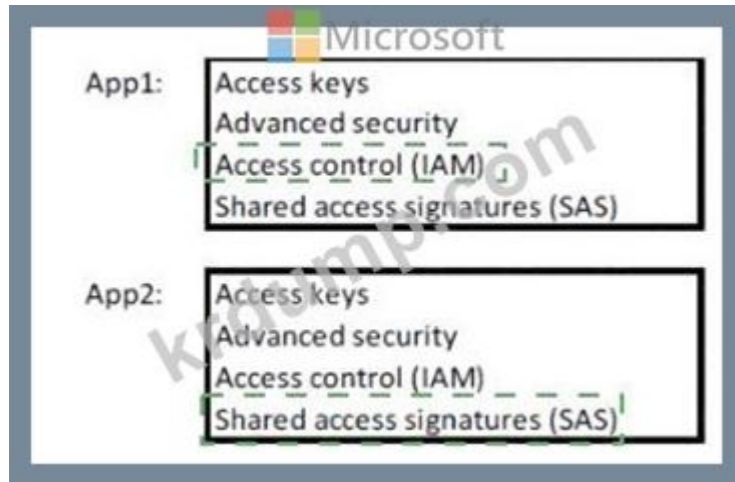 Microsoft
App1:
Access keys
Advanced security
Access control (IAM)
Shared access signatures (SAS)
App2:
Access keys
Advanced security
Access control (IAM)
Shared access signatures (SAS)
krdump.com